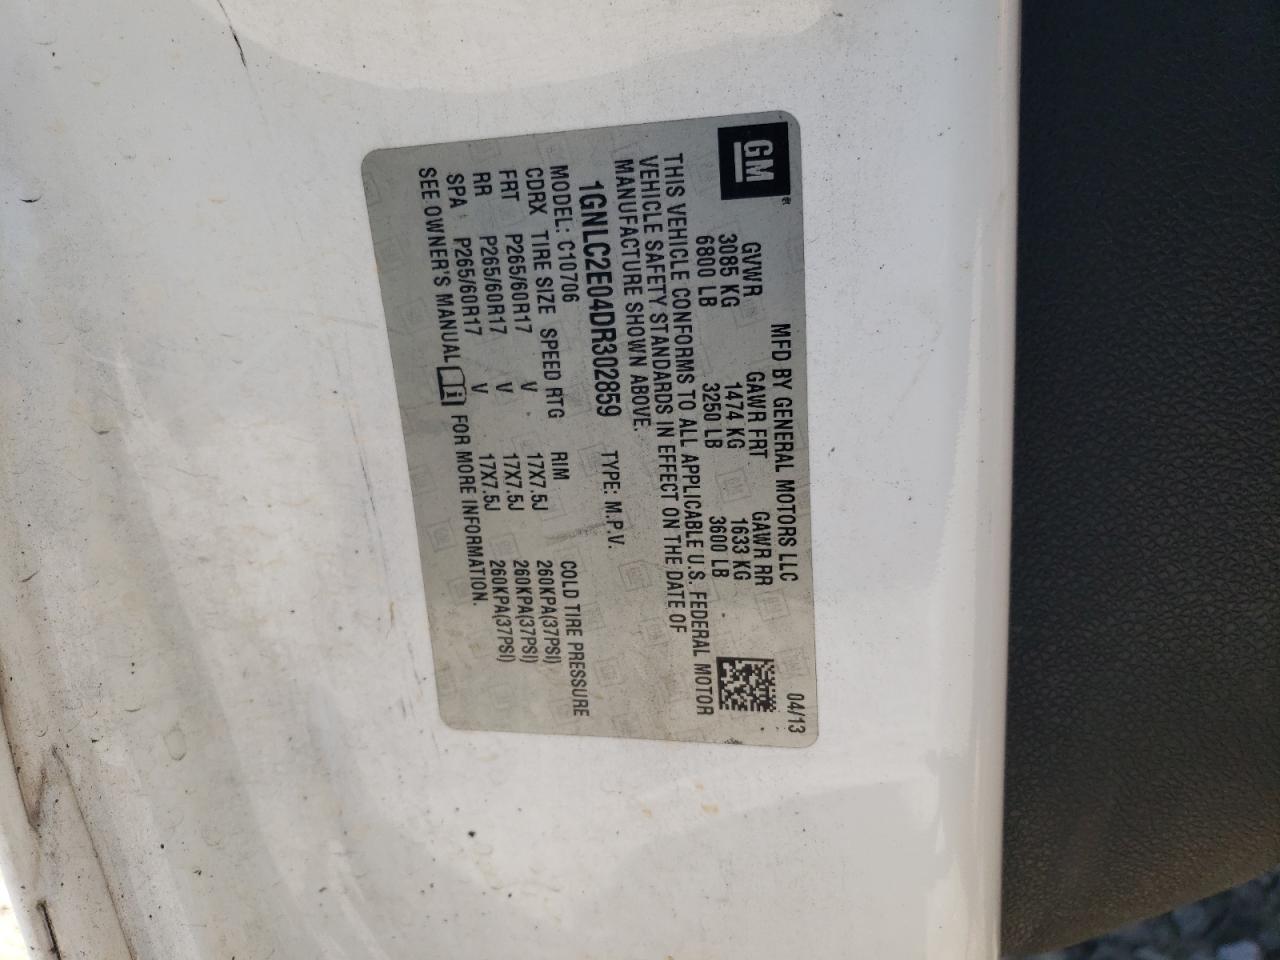 MFD BY GENERAL MOTORS LLC 04/13
GM
GVWR GAWR FRT GAWR RR
3085 KG 1474 KG 1633 KG
6800 LB 3250 LB 3600 LB
THIS VEHICLE CONFORMS TO ALL APPLICABLE U.S. FEDERAL MOTOR
VEHICLE SAFETY STANDARDS IN EFFECT ON THE DATE OF
MANUFACTURE SHOWN ABOVE.
1GNLC2E04DR302859 TYPE: M.P.V.
MODEL: C10706
CDRX TIRE SIZE SPEED RTG RIM COLD TIRE PRESSURE
FRT P265/60R17 V 17X7.5J 260KPA(37PSI)
RR P265/60R17 V 17X7.5J 260KPA(37PSI)
SPA P265/60R17 V 17X7.5J 260KPA(37PSI)
SEE OWNER'S MANUAL i FOR MORE INFORMATION.